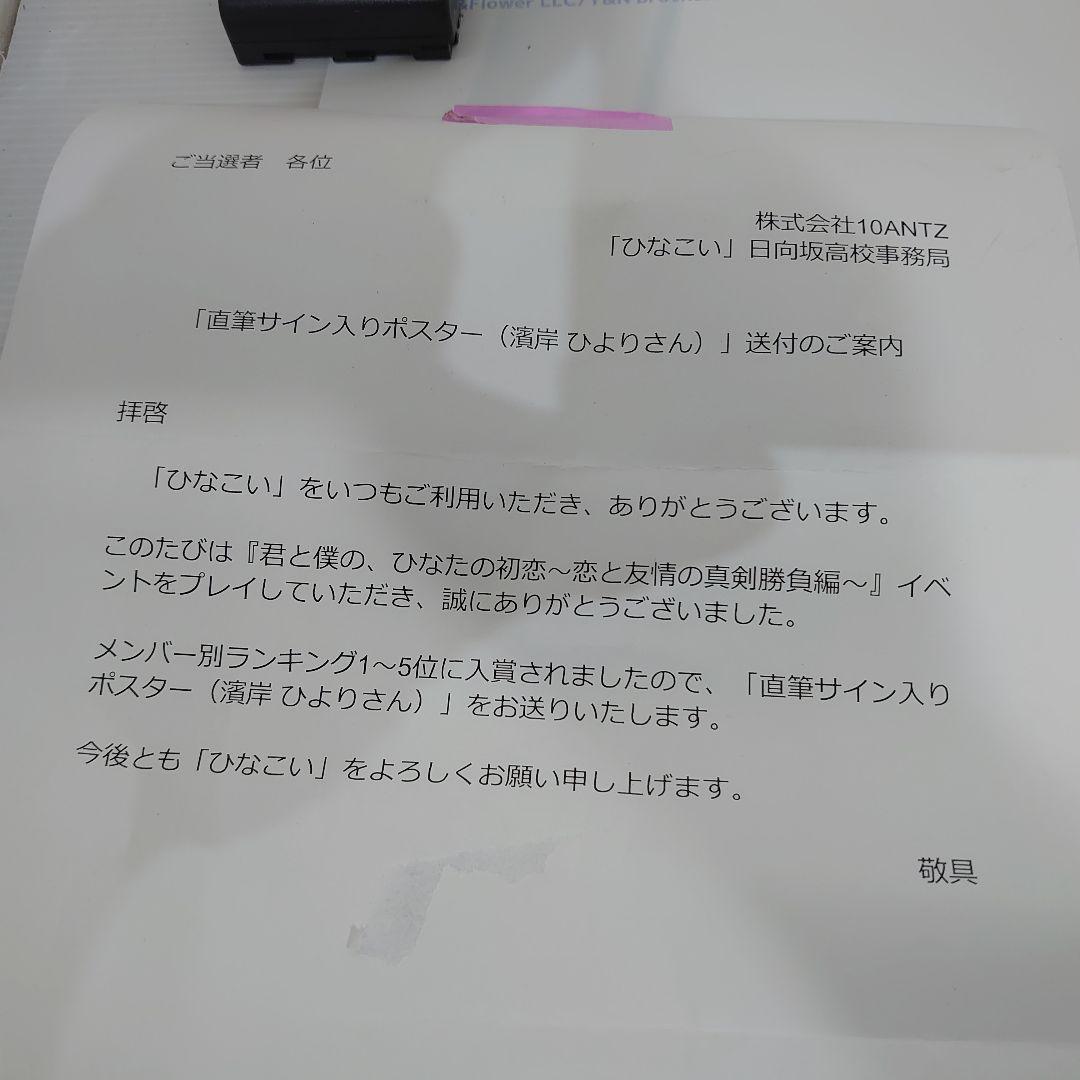 &Flower LLC/Y&N Brothers
ご当選者　各位
株式会社10ANTZ
「ひなこい」日向坂高校事務局
「直筆サイン入りポスター（濱岸 ひよりさん）」送付のご案内
拝啓
「ひなこい」をいつもご利用いただき、ありがとうございます。
このたびは『君と僕の、ひなたの初恋～恋と友情の真剣勝負編～』イベ
ントをプレイしていただき、誠にありがとうございました。
メンバー別ランキング1～5位に入賞されましたので、「直筆サイン入り
ポスター（濱岸 ひよりさん）」をお送りいたします。
今後とも「ひなこい」をよろしくお願い申し上げます。
敬具